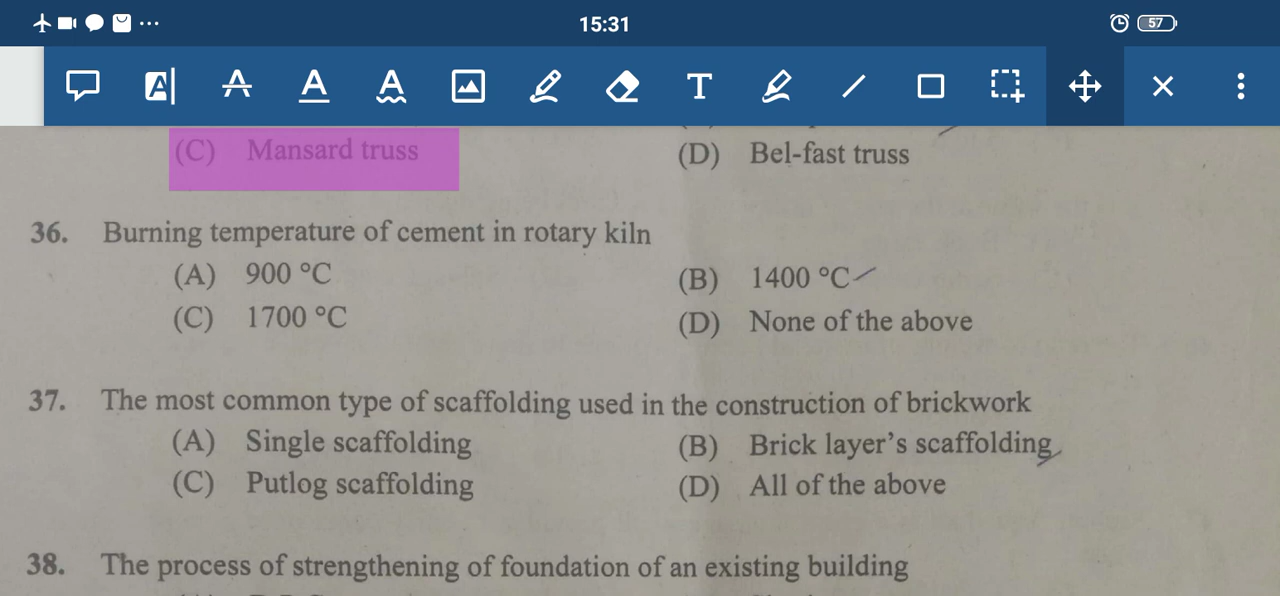 15:31
57
(C) Mansard truss
(D) Bel-fast truss
36. Burning temperature of cement in rotary kiln
(A) 900 °C
(B) 1400 °C
(C) 1700 °C
(D) None of the above
37. The most common type of scaffolding used in the construction of brickwork
(A) Single scaffolding
(B) Brick layer's scaffolding
(C) Putlog scaffolding
(D) All of the above
38. The process of strengthening of foundation of an existing building